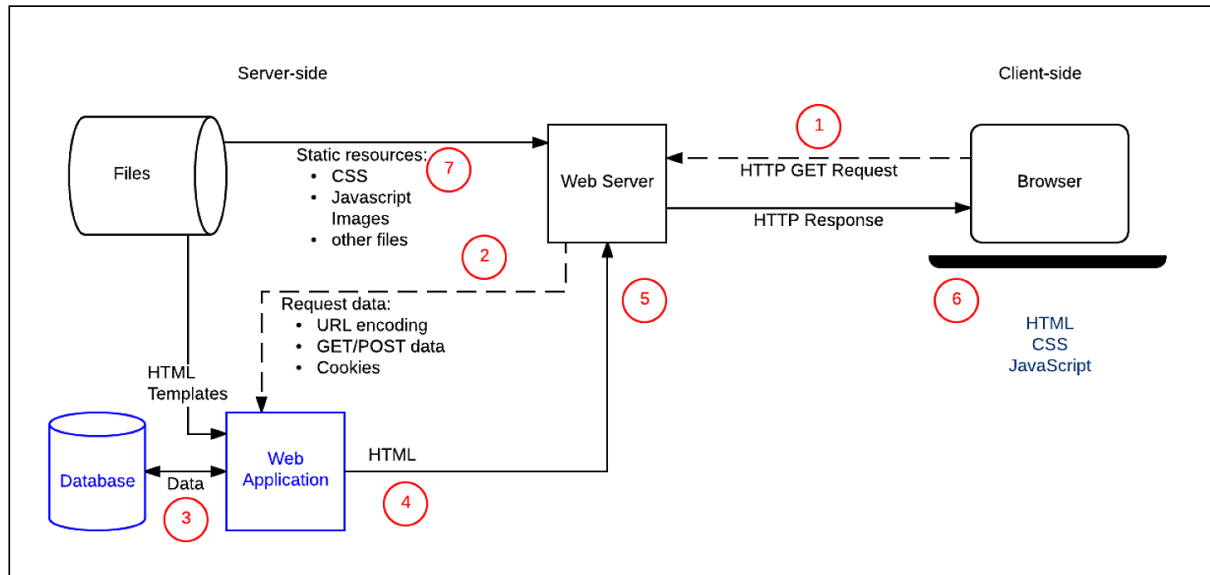 Server-side
Client-side
1
Files
Static resources:
• CSS
• Javascript
Images
• other files
7
Web Server
HTTP GET Request
HTTP Response
Browser
2
Request data:
• URL encoding
• GET/POST data
• Cookies
5
6
HTML
CSS
JavaScript
HTML
Templates
Database
Data
3
Web
Application
HTML
4